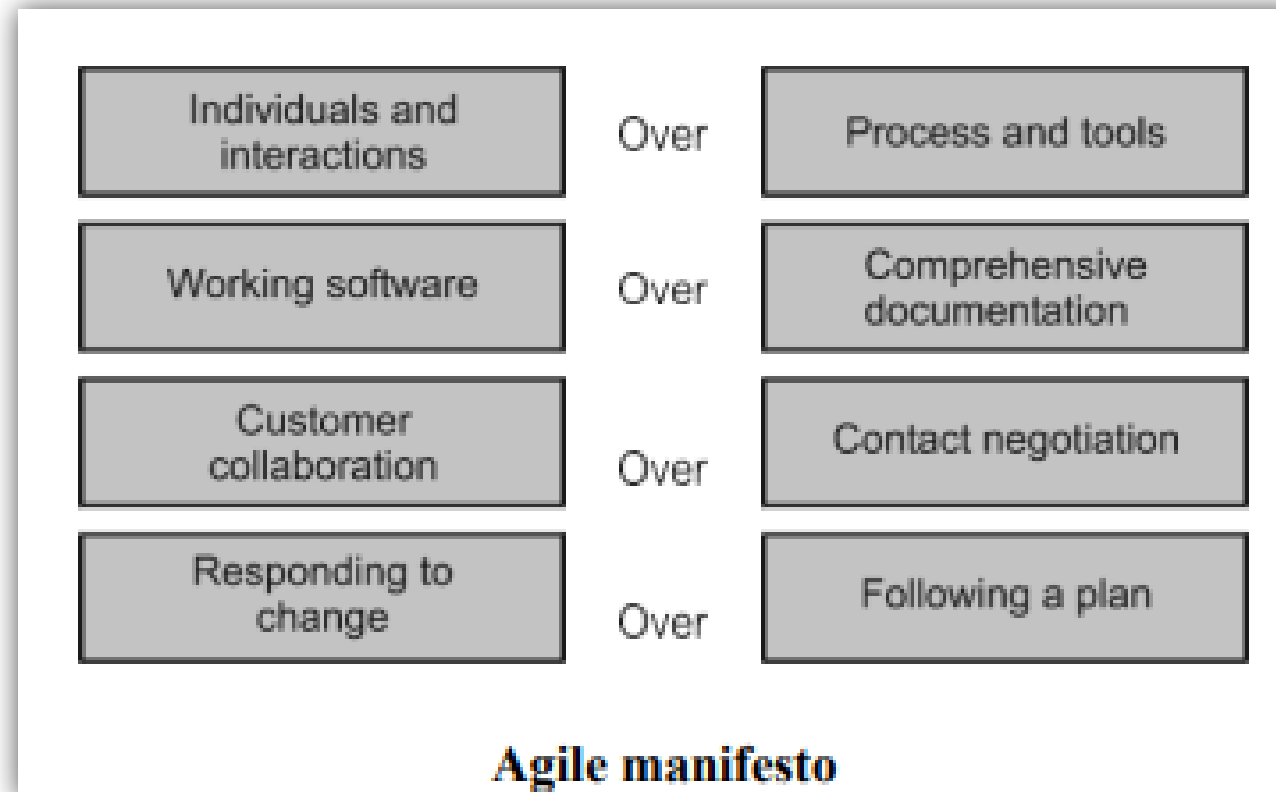 Individuals and
interactions
Over
Process and tools
Working software
Over
Comprehensive
documentation
Customer
collaboration
Over
Contact negotiation
Responding to
change
Over
Following a plan
Agile manifesto